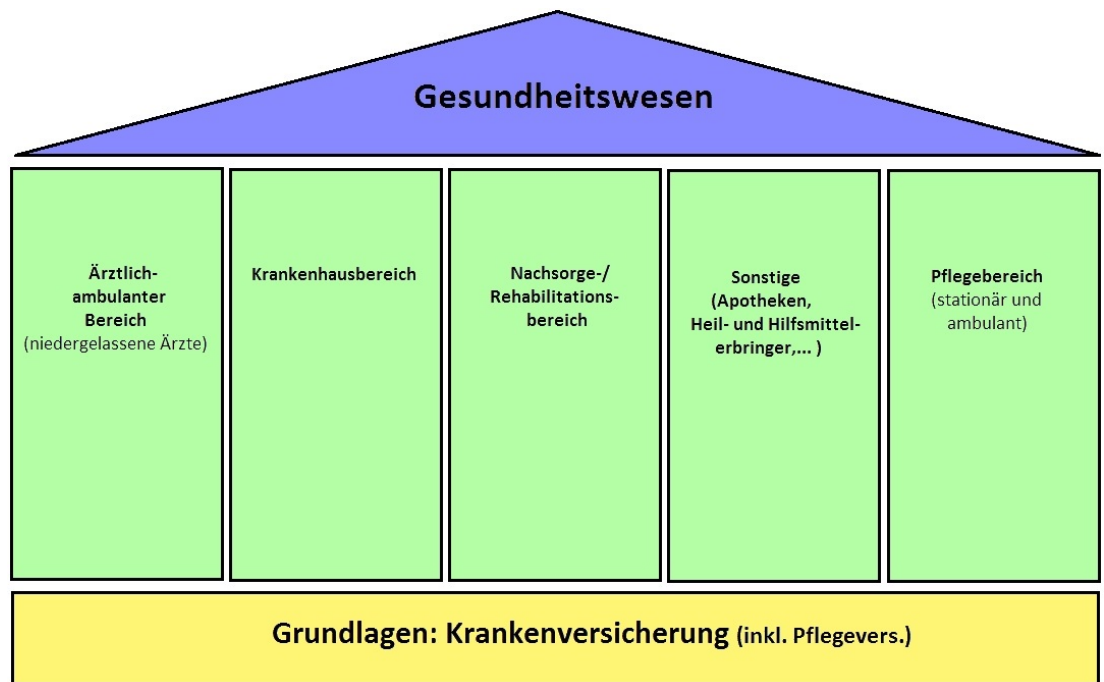 Gesundheitswesen
Ärztlich-
ambulanter
Bereich
(niedergelassene Ärzte)
Krankenhausbereich
Nachsorge-/
Rehabilitations-
bereich
Sonstige
(Apotheken,
Heil- und Hilfsmittel-
erbringer,... )
Pflegebereich
(stationär und
ambulant)
Grundlagen: Krankenversicherung (inkl. Pflegevers.)